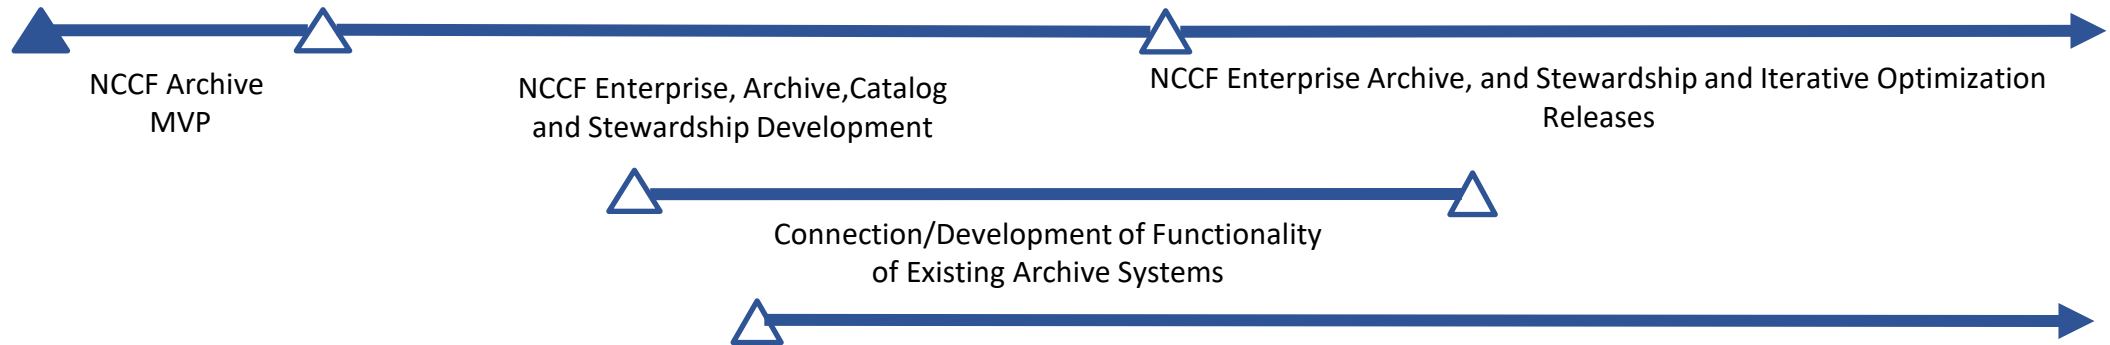 NCCF Archive
MVP
NCCF Enterprise, Archive,Catalog
and Stewardship Development
NCCF Enterprise Archive, and Stewardship and Iterative Optimization
Releases
Connection/Development of Functionality
of Existing Archive Systems